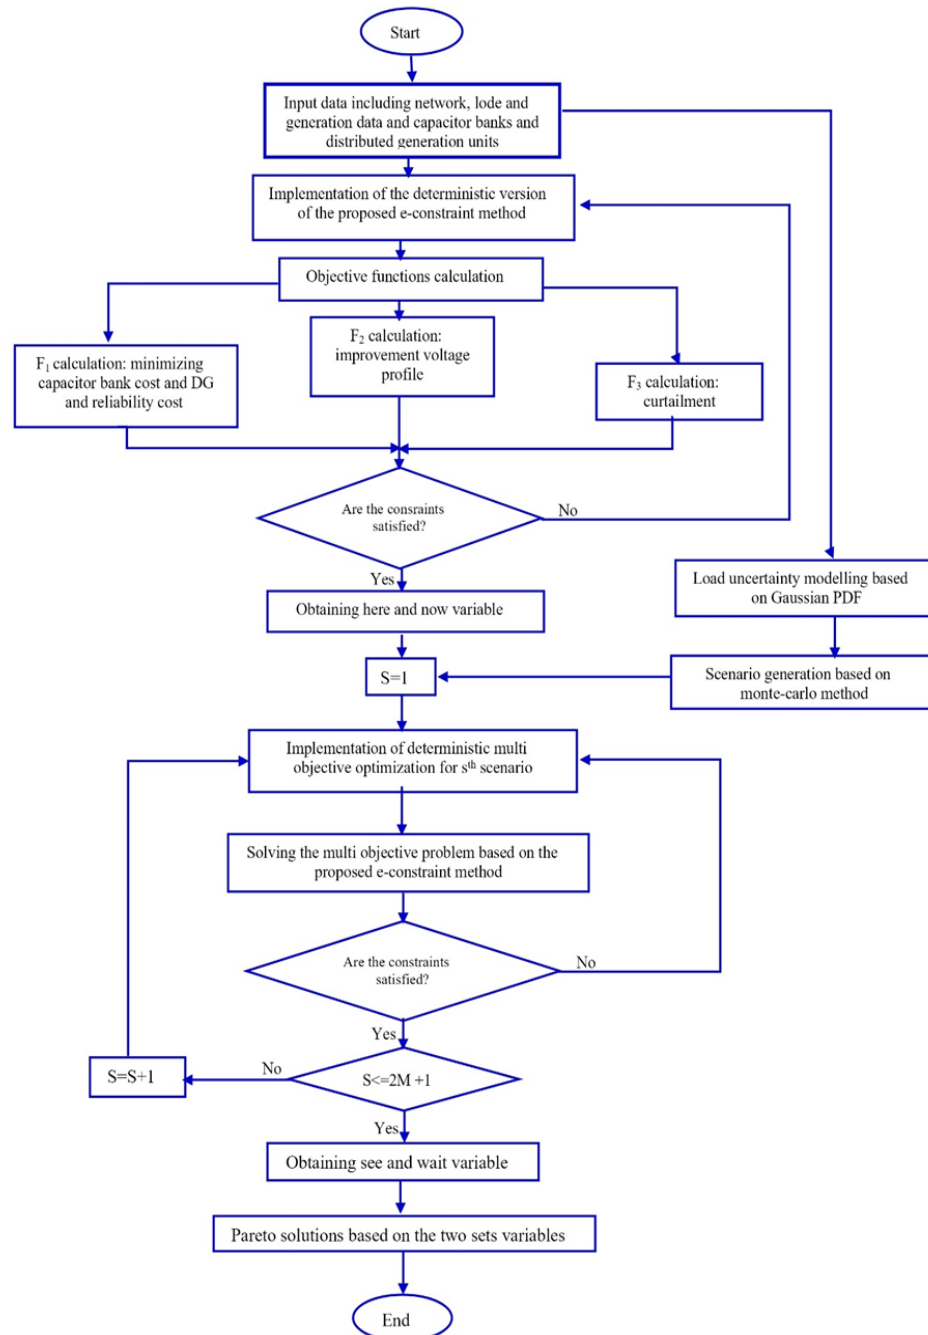 Start
Input data including network, lode and
generation data and capacitor banks and
distributed generation units
Implementation of the deterministic version
of the proposed e-constraint method
Objective functions calculation
F₁ calculation: minimizing
capacitor bank cost and DG
and reliability cost
F₂ calculation:
improvement voltage
profile
F₃ calculation:
curtailment
Are the consraints
satisfied?
No
Yes
Obtaining here and now variable
Load uncertainty modelling based
on Gaussian PDF
S=1
Scenario generation based on
monte-carlo method
Implementation of deterministic multi
objective optimization for sᵗʰ scenario
Solving the multi objective problem based on the
proposed e-constraint method
Are the constraints
satisfied?
No
Yes
S<=2M +1
No
S=S+1
Yes
Obtaining see and wait variable
Pareto solutions based on the two sets variables
End